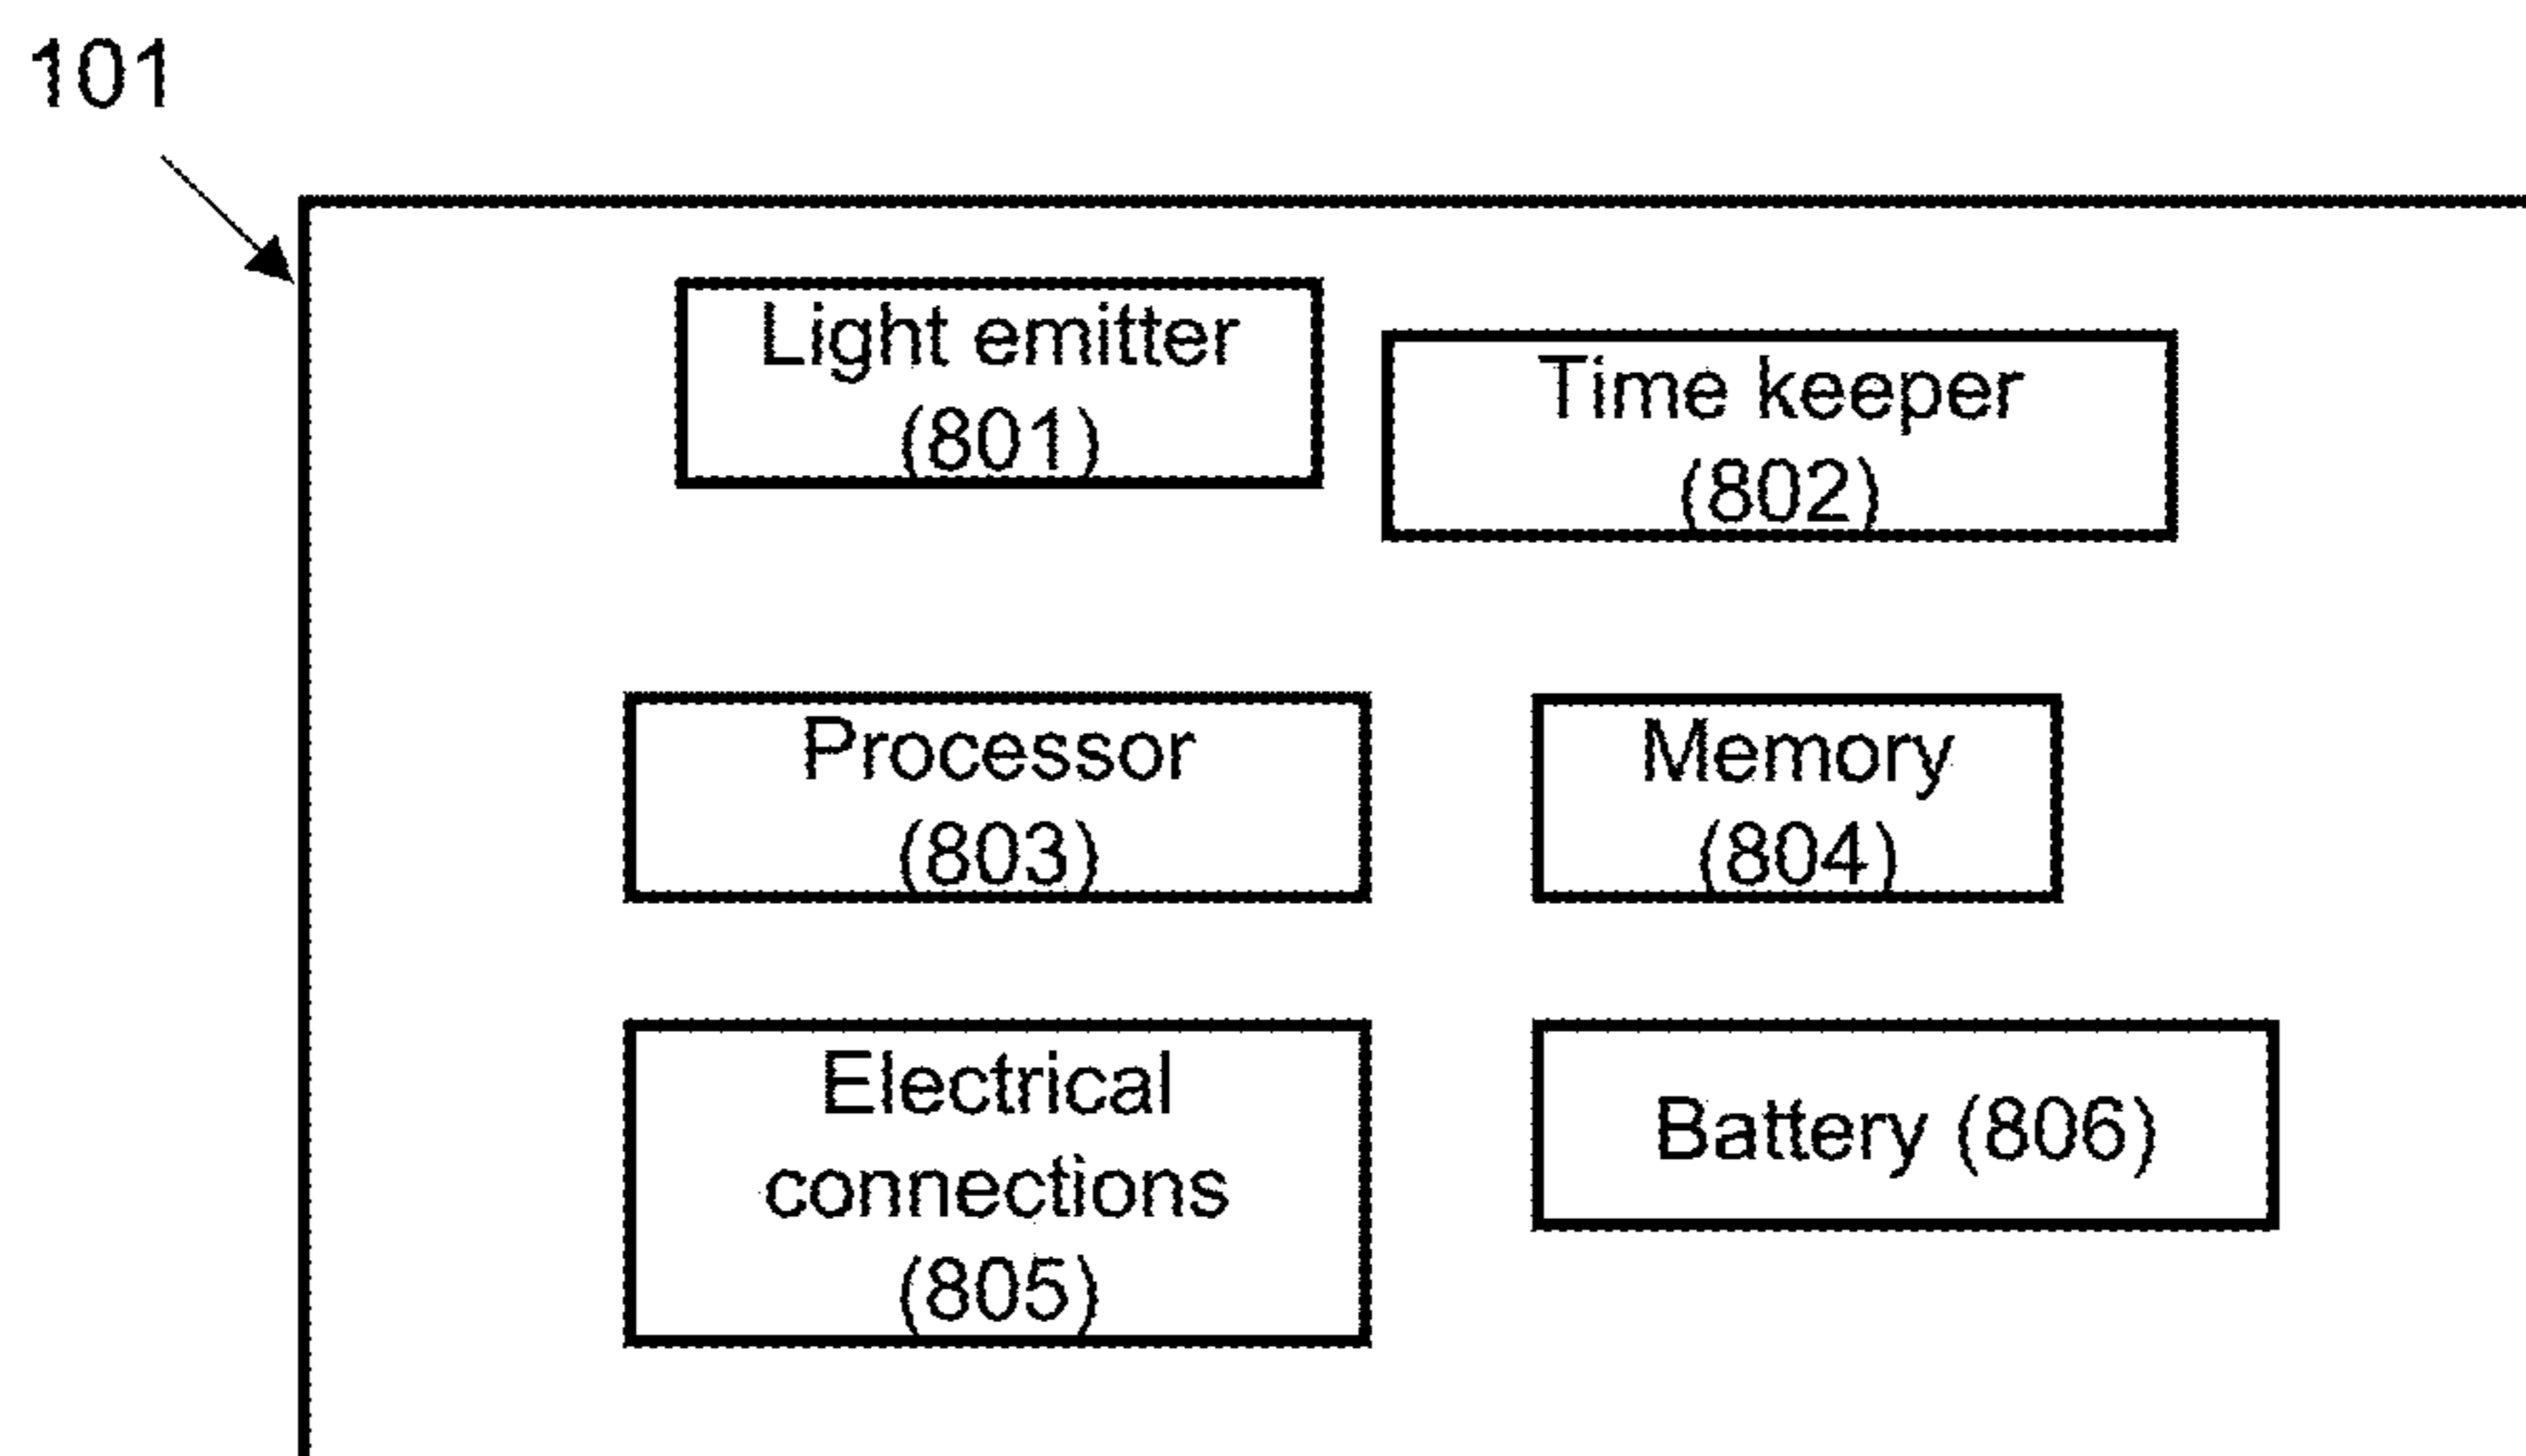 101
Light emitter
(801)
Time keeper
(802)
Processor
(803)
Memory
(804)
Electrical
connections
(805)
Battery (806)